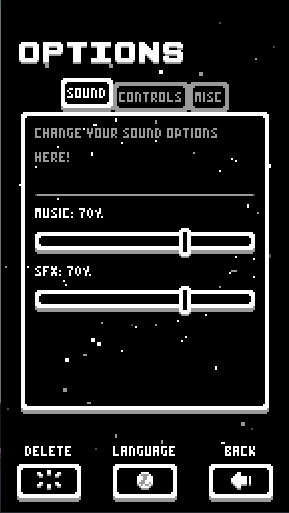 OPTIONS
SOUND CONTROLS MISC
CHANGE YOUR SOUND OPTIONS
HERE!
MUSIC: 70%
SFX: 70%
DELETE LANGUAGE BACK